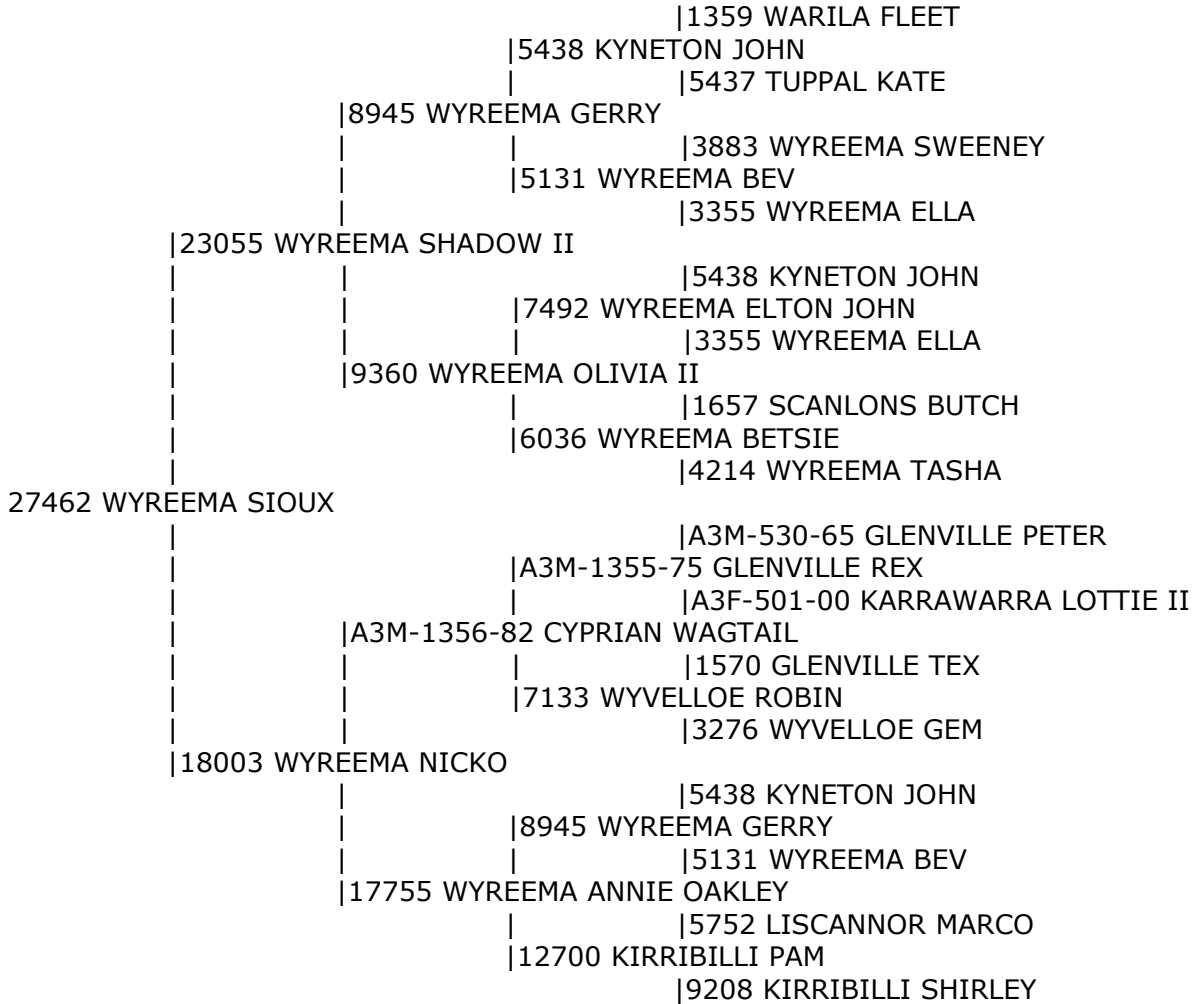 |1359 WARILA FLEET
|5438 KYNETON JOHN
| |5437 TUPPAL KATE
|8945 WYREEMA GERRY
| | |3883 WYREEMA SWEENEY
| |5131 WYREEMA BEV
| |3355 WYREEMA ELLA
|23055 WYREEMA SHADOW II
| | |5438 KYNETON JOHN
| | |7492 WYREEMA ELTON JOHN
| | | |3355 WYREEMA ELLA
| |9360 WYREEMA OLIVIA II
| | |1657 SCANLONS BUTCH
| |6036 WYREEMA BETSIE
| |4214 WYREEMA TASHA
27462 WYREEMA SIOUX
| |A3M-530-65 GLENVILLE PETER
| |A3M-1355-75 GLENVILLE REX
| | |A3F-501-00 KARRAWARRA LOTTIE II
| |A3M-1356-82 CYPRIAN WAGTAIL
| | | |1570 GLENVILLE TEX
| | |7133 WYVELLOE ROBIN
| | |3276 WYVELLOE GEM
|18003 WYREEMA NICKO
| |5438 KYNETON JOHN
| |8945 WYREEMA GERRY
| | |5131 WYREEMA BEV
|17755 WYREEMA ANNIE OAKLEY
| |5752 LISCANNOR MARCO
|12700 KIRRIBILLI PAM
|9208 KIRRIBILLI SHIRLEY